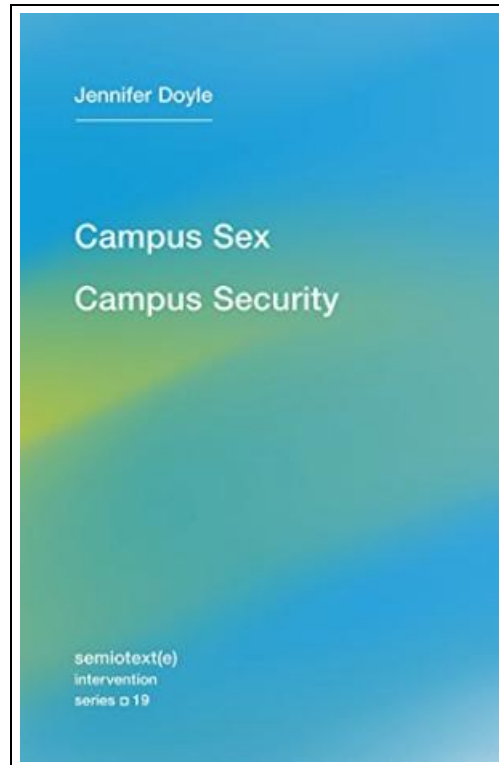 Jennifer Doyle
Campus Sex
Campus Security
semiotext(e)
intervention
series □ 19